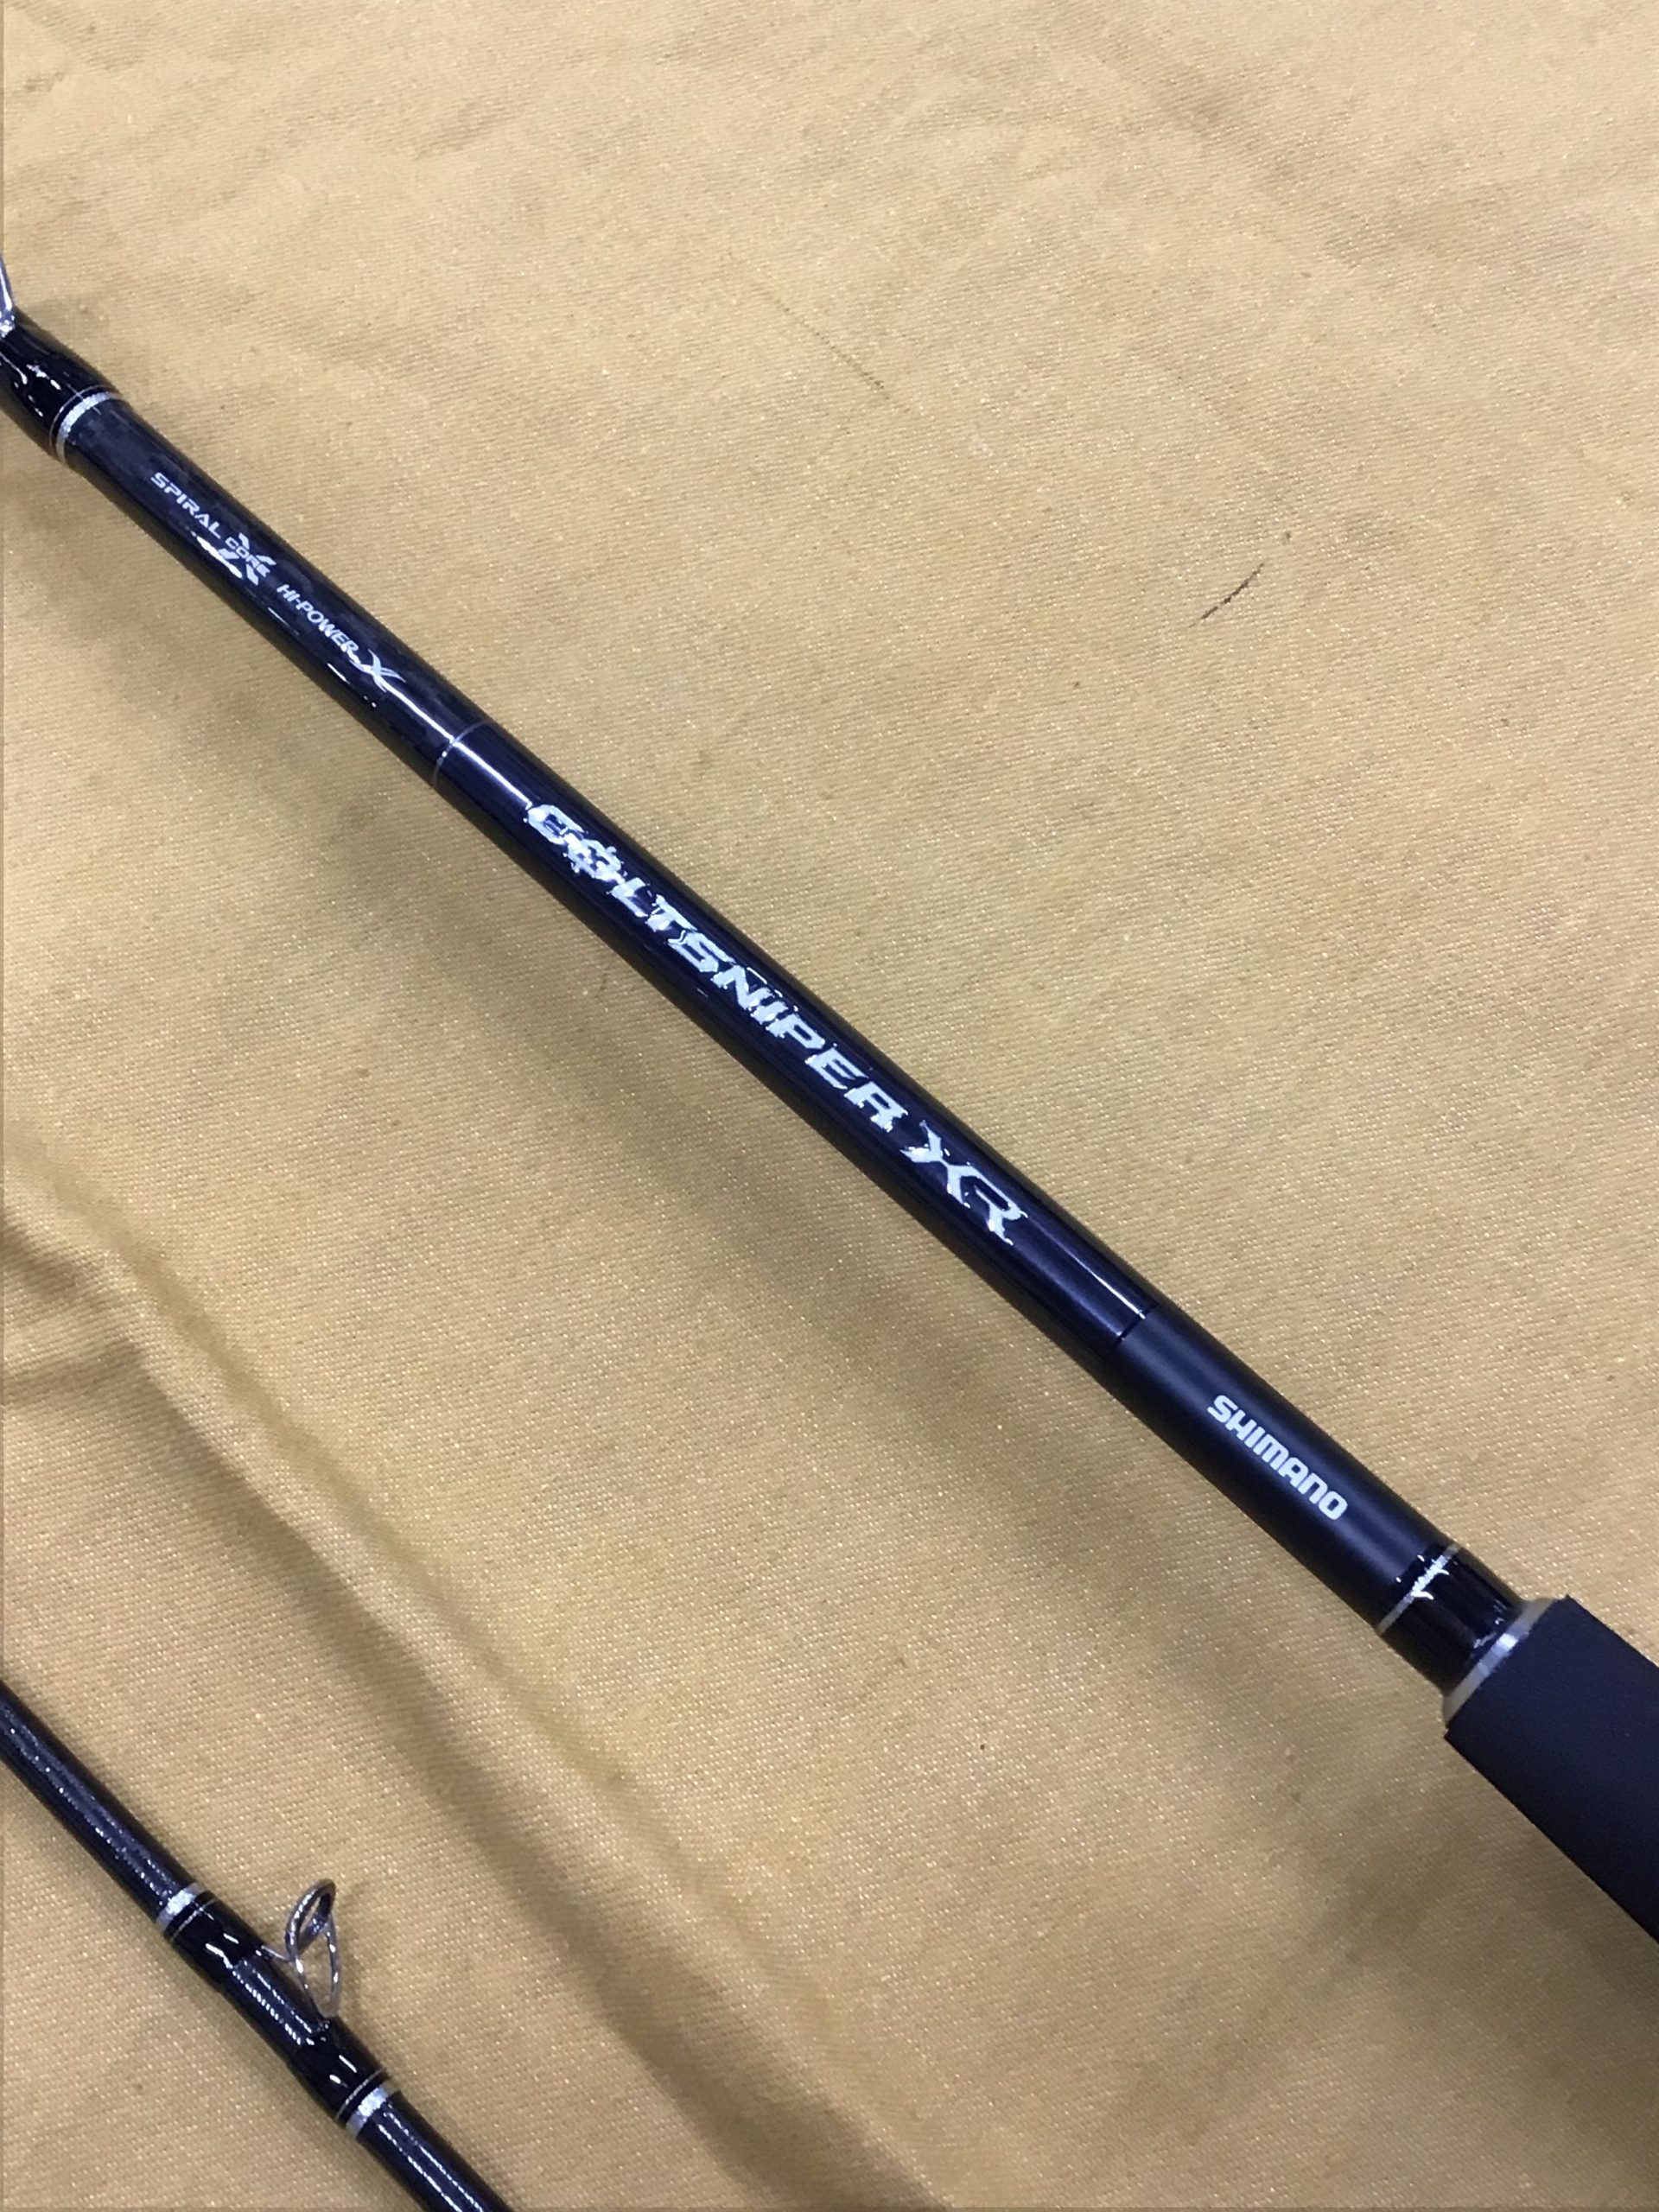 SPIRAL X CORE HI-POWER X
COLTSNIPER XR
SHIMANO